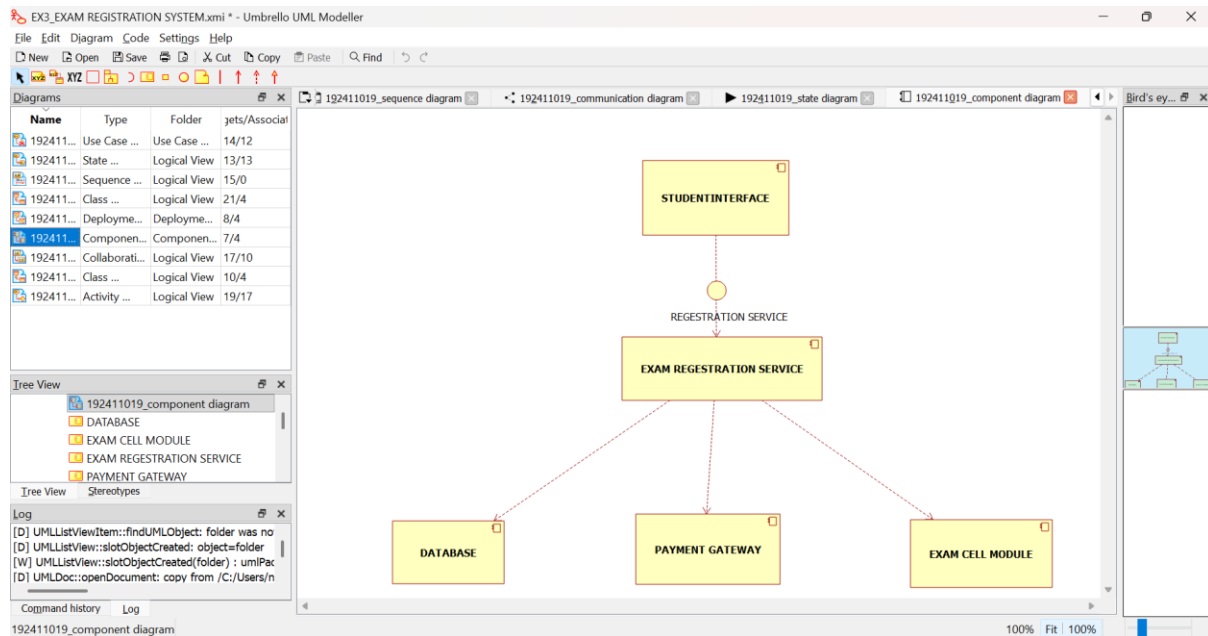 EX3_EXAM REGISTRATION SYSTEM.xmi * - Umbrello UML Modeller
File Edit Diagram Code Settings Help
New Open Save Cut Copy Paste Find
XYZ XYZ
Diagrams
192411019_sequence diagram 192411019_communication diagram 192411019_state diagram 192411019_component diagram
Bird's ey...
Name Type Folder gets/Associat
192411... Use Case ... Use Case ... 14/12
192411... State ... Logical View 13/13
192411... Sequence ... Logical View 15/0
192411... Class ... Logical View 21/4
192411... Deployme... Deployme... 8/4
192411... Componen... Componen... 7/4
192411... Collaborati... Logical View 17/10
192411... Class ... Logical View 10/4
192411... Activity ... Logical View 19/17
STUDENTINTERFACE
REGESTRATION SERVICE
EXAM REGESTRATION SERVICE
DATABASE
PAYMENT GATEWAY
EXAM CELL MODULE
Tree View
192411019_component diagram
DATABASE
EXAM CELL MODULE
EXAM REGESTRATION SERVICE
PAYMENT GATEWAY
Tree View Stereotypes
Log
[D] UMLListViewItem::findUMLObject: folder was no
[D] UMLListView::slotObjectCreated: object=folder
[W] UMLListView::slotObjectCreated(folder) : umlPac
[D] UMLDoc::openDocument: copy from /C:/Users/n
Command history Log
192411019_component diagram
100% Fit 100%